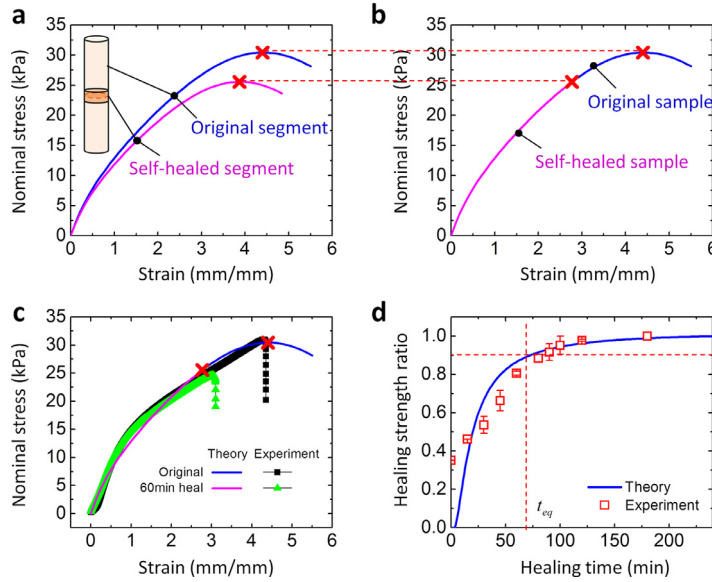 a
Nominal stress (kPa)
35
30
25
20
15
10
5
0
Original segment
Self-healed segment
0 1 2 3 4 5 6
Strain (mm/mm)
b
Nominal stress (kPa)
35
30
25
20
15
10
5
0
Original sample
Self-healed sample
0 1 2 3 4 5 6
Strain (mm/mm)
c
Nominal stress (kPa)
35
30
25
20
15
10
5
0
Theory Experiment
Original
60min heal
0 1 2 3 4 5 6
Strain (mm/mm)
d
Healing strength ratio
1.0
0.8
0.6
0.4
0.2
0.0
t_eq
Theory
Experiment
0 50 100 150 200
Healing time (min)